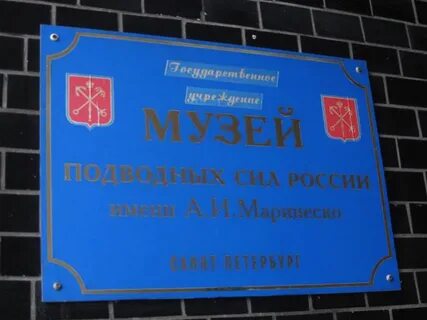 Государственное
учреждение
МУЗЕЙ
ПОДВОДНЫХ СИЛ РОССИИ
имени А.И.Маринеско
САНКТ-ПЕТЕРБУРГ